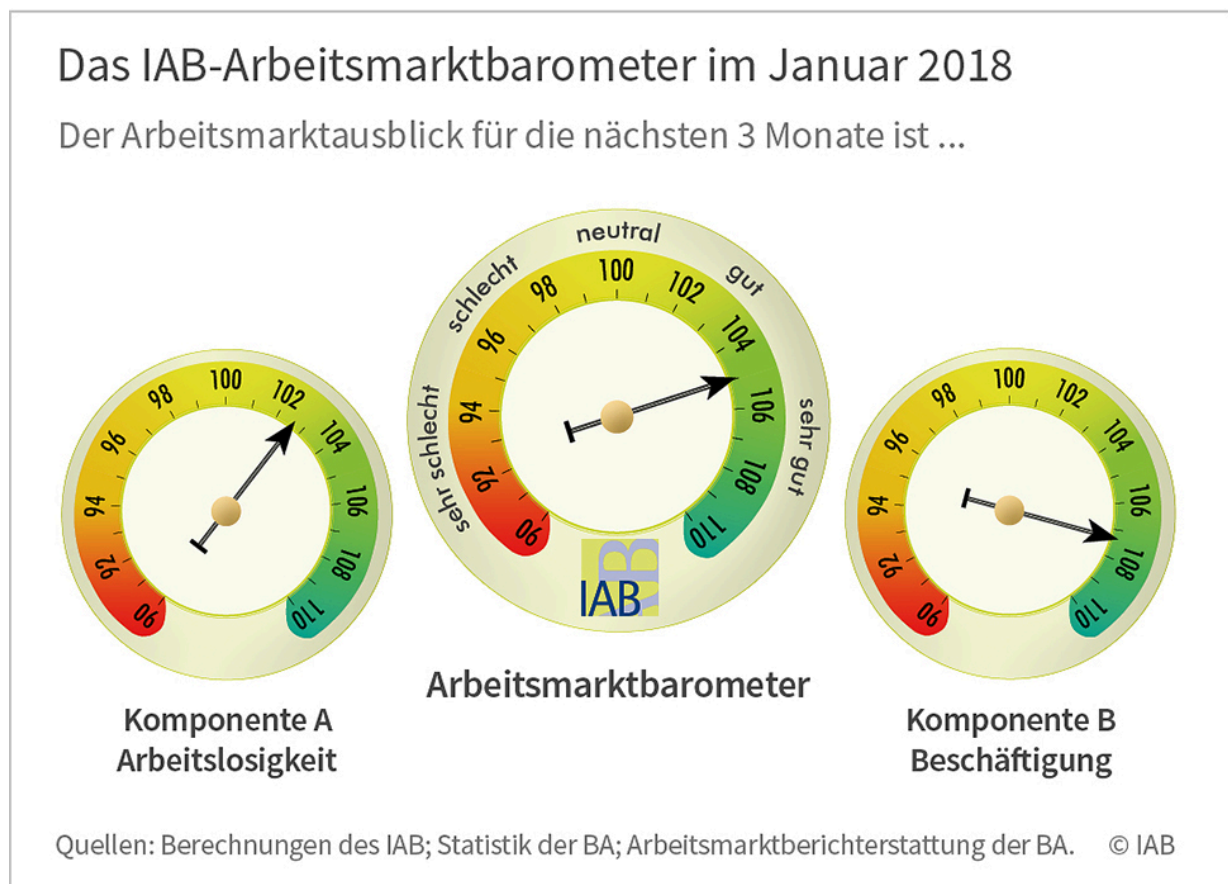 Das IAB-Arbeitsmarktbarometer im Januar 2018
Der Arbeitsmarktausblick für die nächsten 3 Monate ist ...
sehr schlecht
schlecht
neutral
gut
sehr gut
90
92
94
96
98
100
102
104
106
108
110
IAB
Arbeitsmarktbarometer
90
92
94
96
98
100
102
104
106
108
110
Komponente A
Arbeitslosigkeit
90
92
94
96
98
100
102
104
106
108
110
Komponente B
Beschäftigung
Quellen: Berechnungen des IAB; Statistik der BA; Arbeitsmarktberichterstattung der BA. © IAB